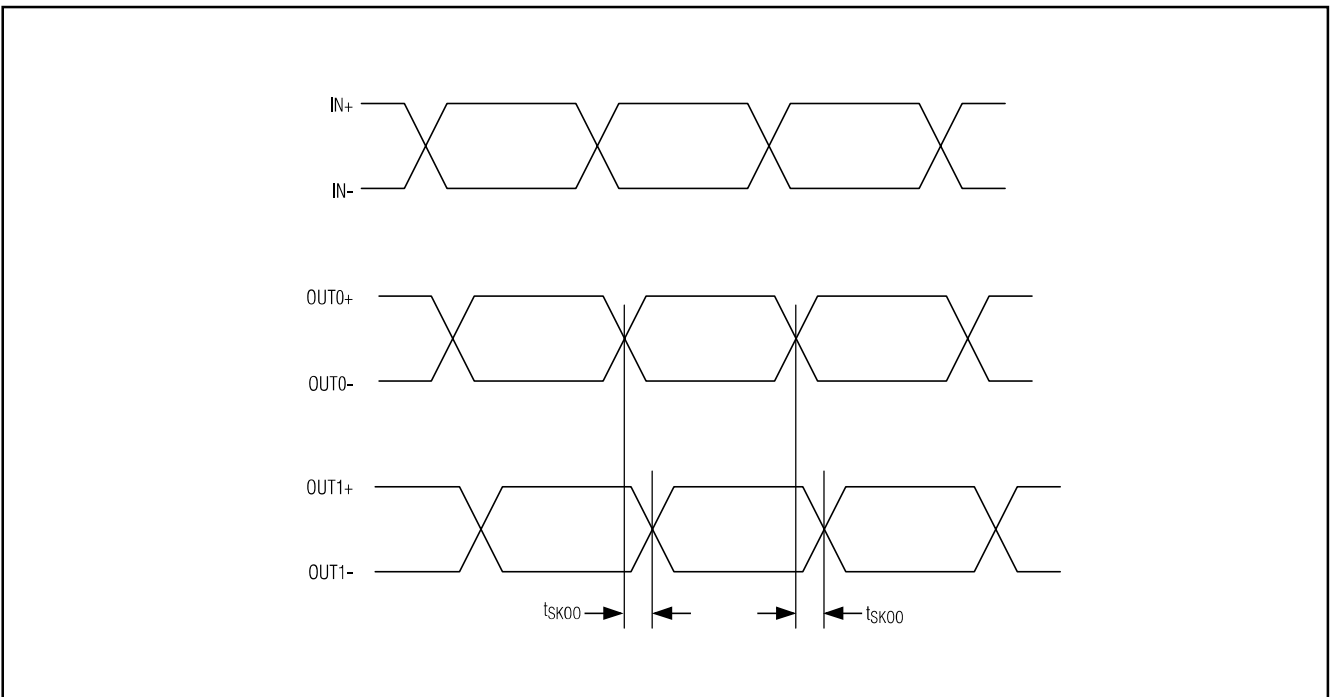 IN+
IN-
OUT0+
OUT0-
OUT1+
OUT1-
tSKOO
tSKOO